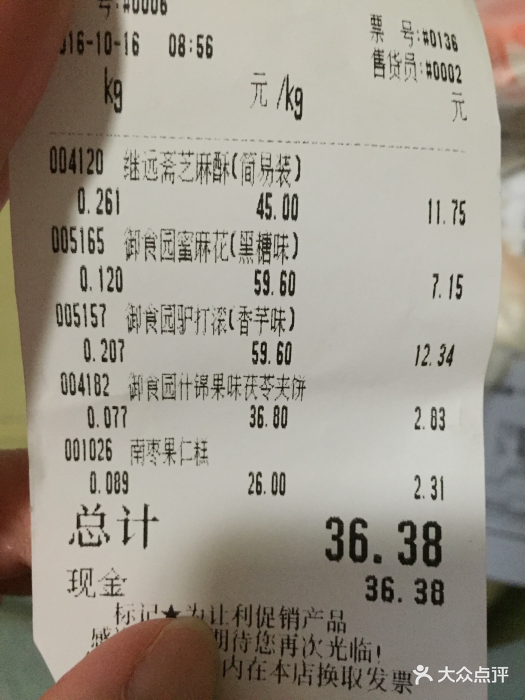 号:#0006
票 号:#0136
016-10-16 08:56
售货员:#0002
kg 元/kg 元
004120 继远斋芝麻酥(简易装)
0.261 45.00 11.75
005165 御食园蜜麻花(黑糖味)
0.120 59.60 7.15
005157 御食园驴打滚(香芋味)
0.207 59.60 12.34
004182 御食园什锦果味茯苓夹饼
0.077 36.80 2.83
001026 南枣果仁糕
0.089 26.00 2.31
总计 36.38
现金 36.38
标记★为让利促销产品
感 期待您再次光临!
内在本店换取发票
大众点评